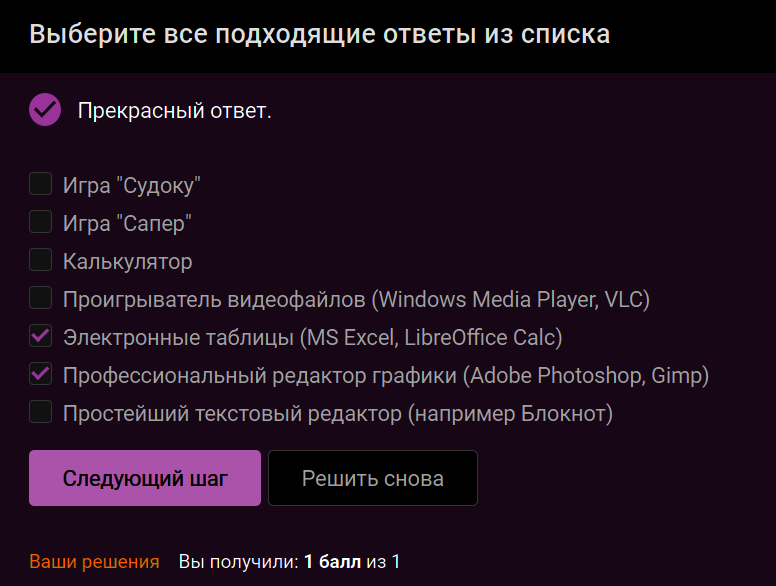 Выберите все подходящие ответы из списка
Прекрасный ответ.
Игра "Судоку"
Игра "Сапер"
Калькулятор
Проигрыватель видеофайлов (Windows Media Player, VLC)
Электронные таблицы (MS Excel, LibreOffice Calc)
Профессиональный редактор графики (Adobe Photoshop, Gimp)
Простейший текстовый редактор (например Блокнот)
Следующий шаг Решить снова
Ваши решения Вы получили: 1 балл из 1